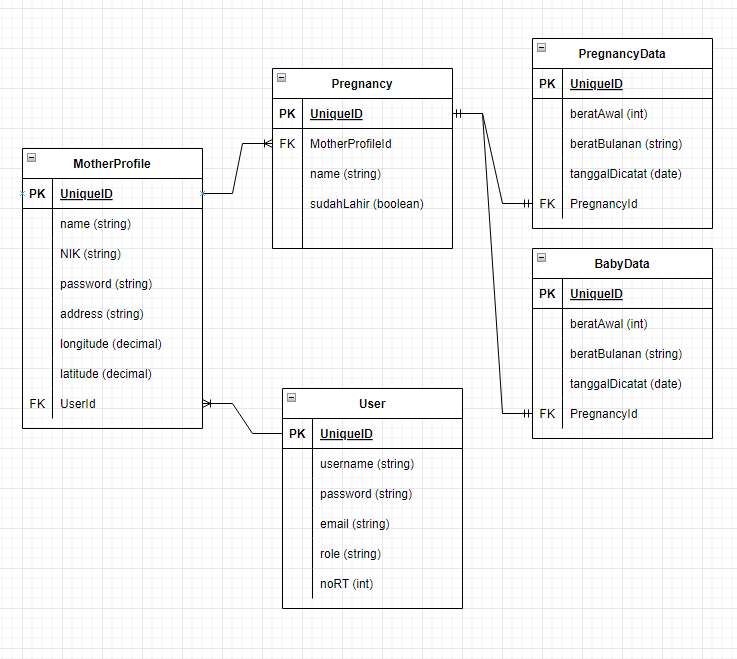 MotherProfile
PK UniqueID
name (string)
NIK (string)
password (string)
address (string)
longitude (decimal)
latitude (decimal)
FK UserId
Pregnancy
PK UniqueID
FK MotherProfileId
name (string)
sudahLahir (boolean)
User
PK UniqueID
username (string)
password (string)
email (string)
role (string)
noRT (int)
PregnancyData
PK UniqueID
beratAwal (int)
beratBulanan (string)
tanggalDicatat (date)
FK PregnancyId
BabyData
PK UniqueID
beratAwal (int)
beratBulanan (string)
tanggalDicatat (date)
FK PregnancyId